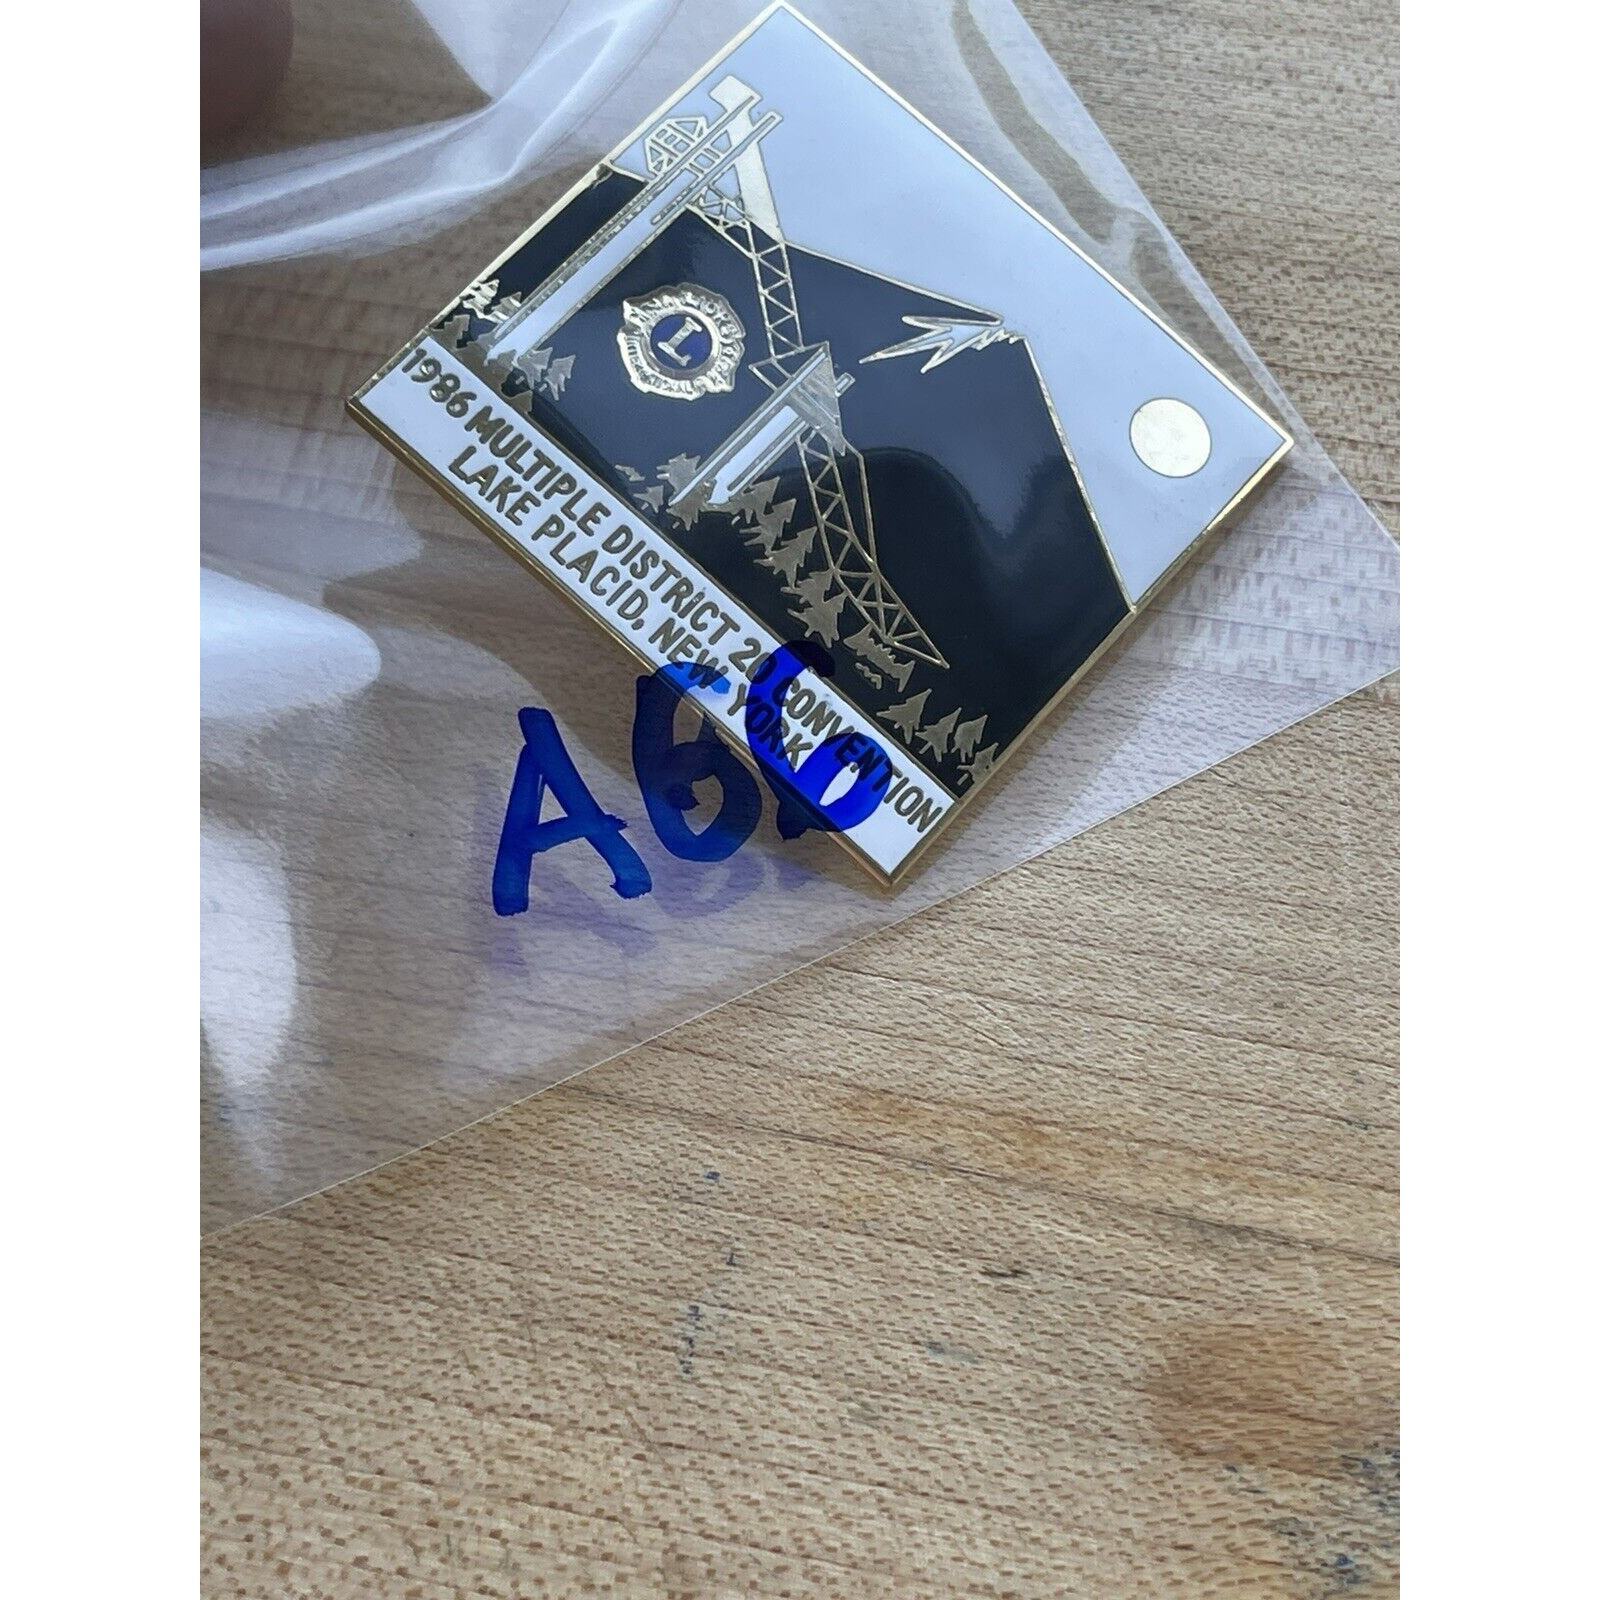 1986 MULTIPLE DISTRICT 20 CONVENTION
LAKE PLACID, NEW YORK
L
A66